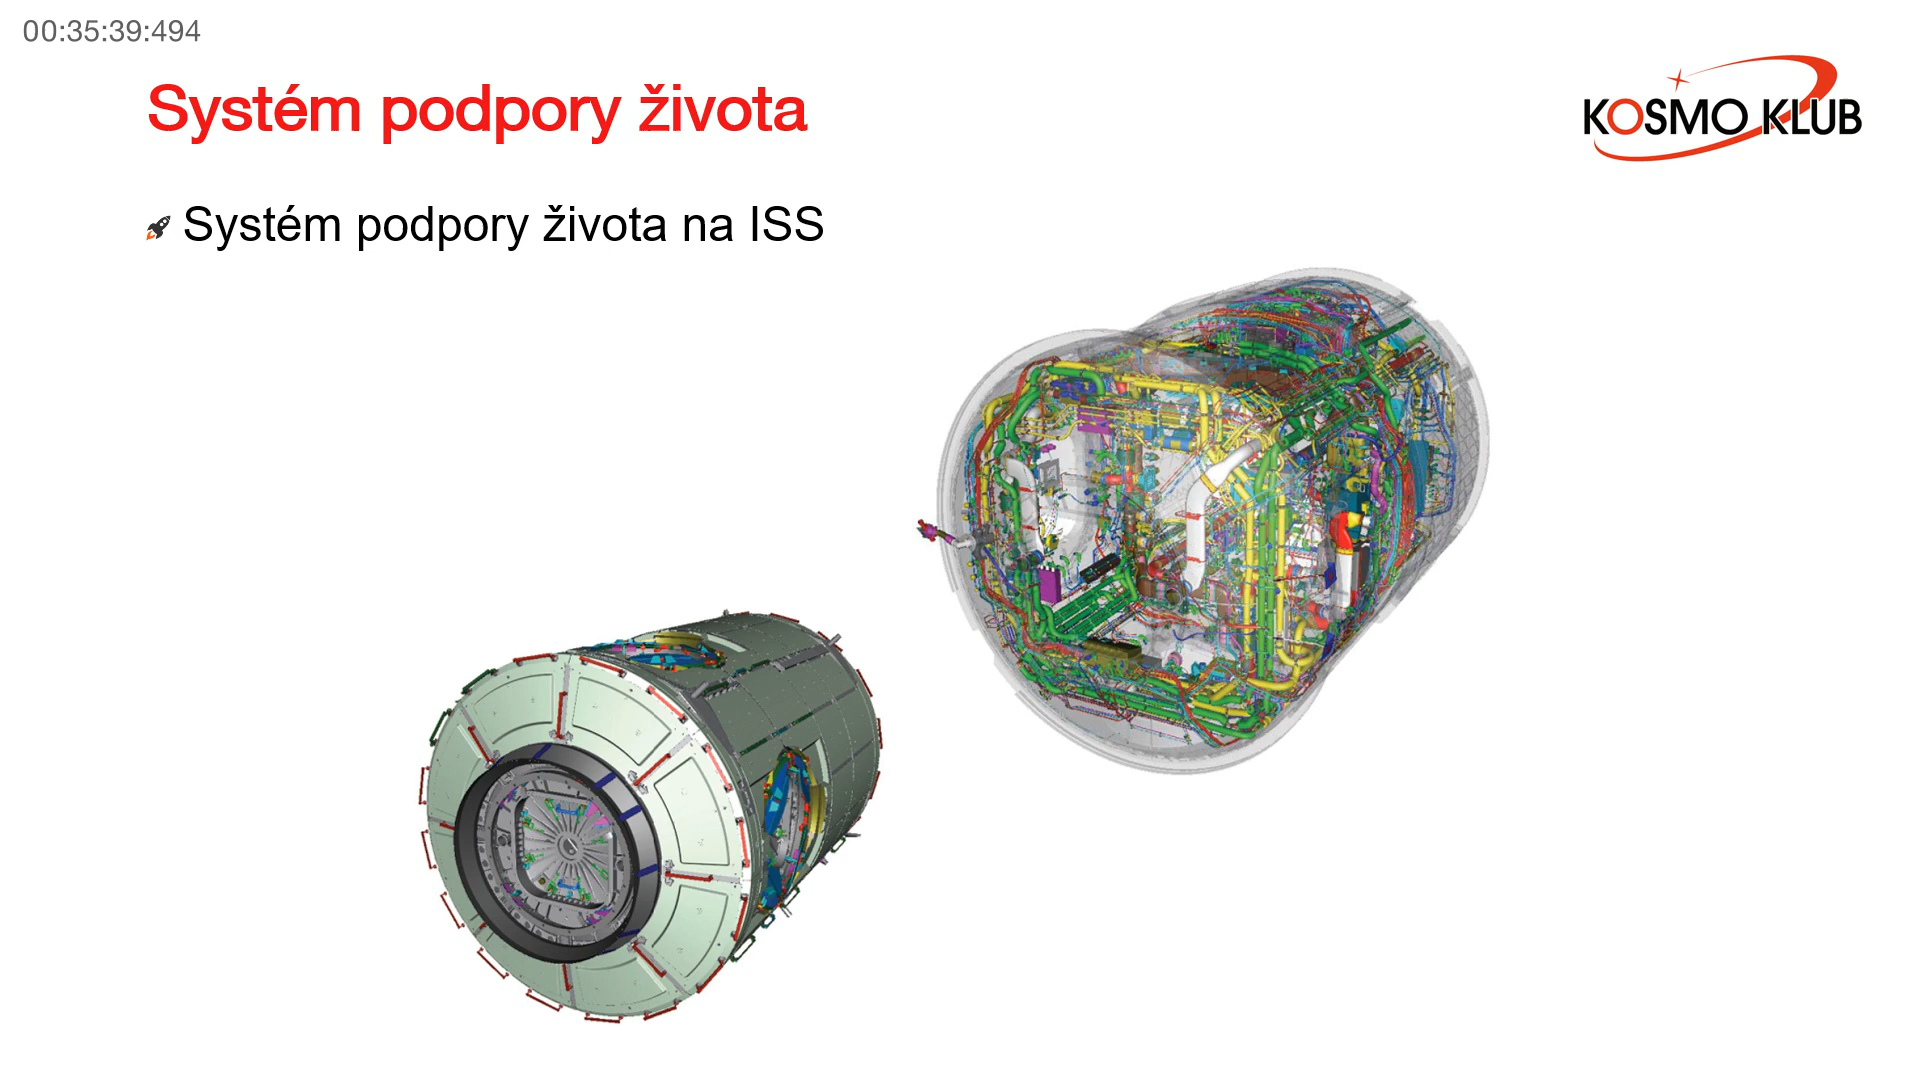 00:35:39:494
Systém podpory života
KOSMO KLUB
Systém podpory života na ISS